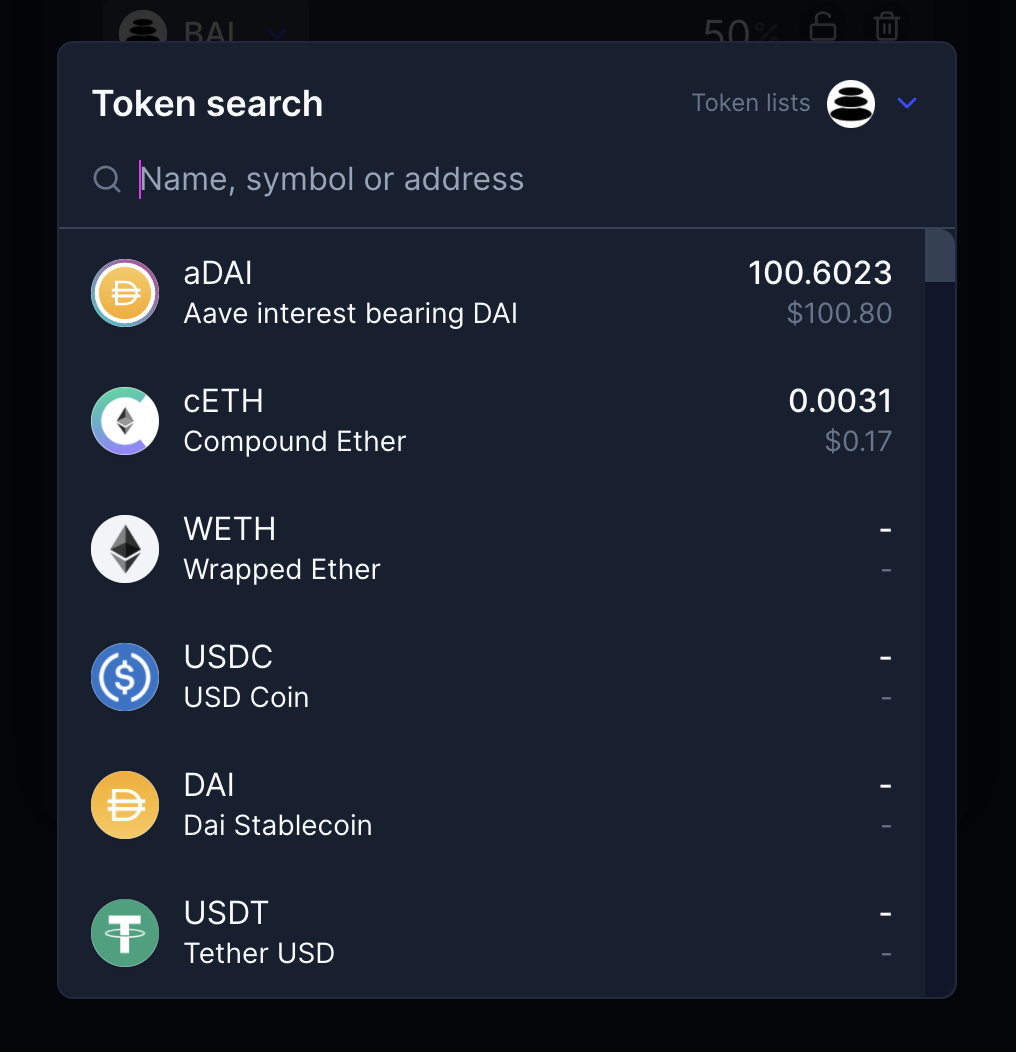 BAL 50%
Token search
Token lists
Name, symbol or address
aDAI 100.6023
Aave interest bearing DAI $100.80
cETH 0.0031
Compound Ether $0.17
WETH -
Wrapped Ether -
USDC -
USD Coin -
DAI -
Dai Stablecoin -
USDT -
Tether USD -